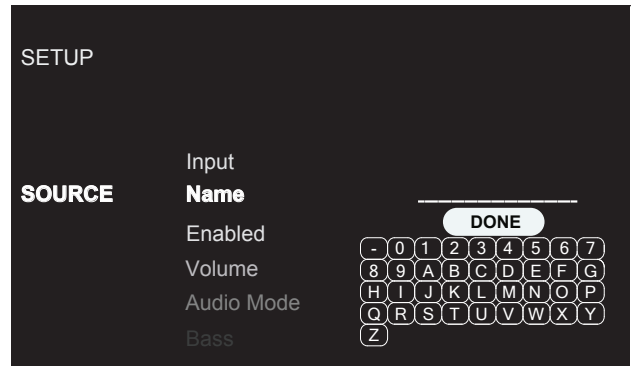 SETUP
Input
SOURCE Name ______________
DONE
Enabled
- 0 1 2 3 4 5 6 7
Volume
8 9 A B C D E F G
H I J K L M N O P
Audio Mode
Q R S T U V W X Y
Bass
Z